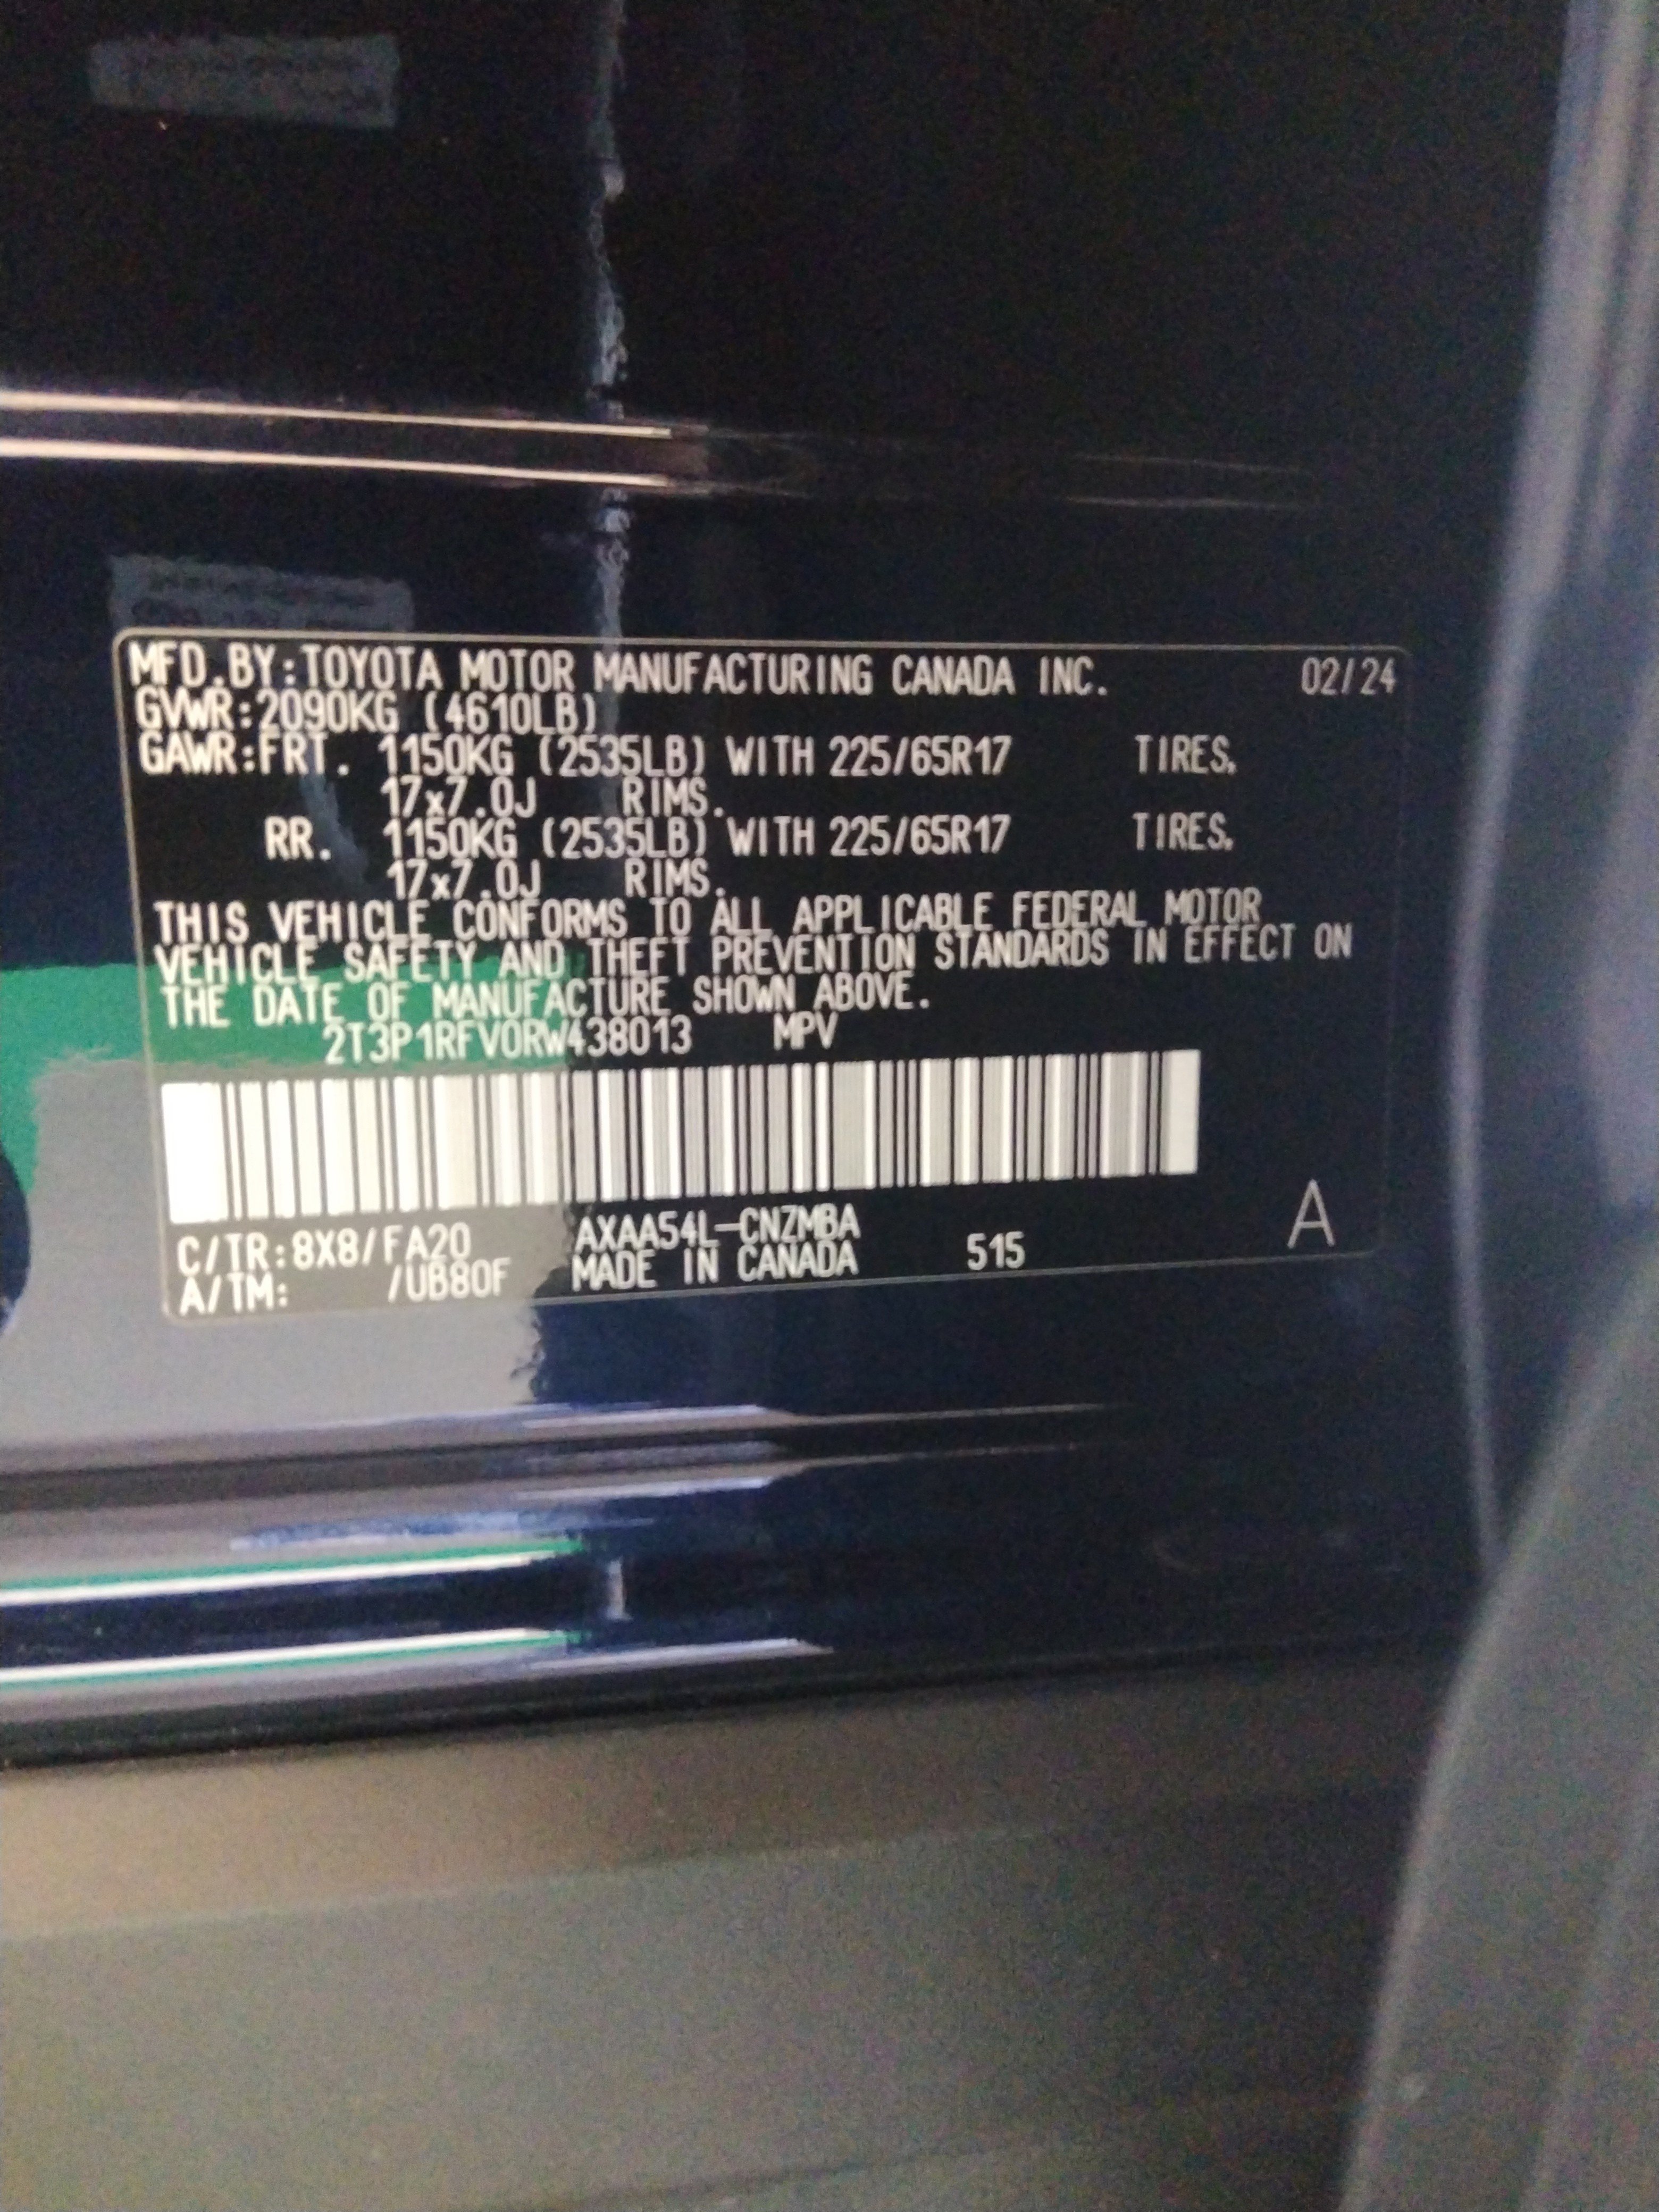 MFD.BY:TOYOTA MOTOR MANUFACTURING CANADA INC. 02/24
GVWR:2090KG (4610LB)
GAWR:FRT. 1150KG (2535LB) WITH 225/65R17 TIRES,
17x7.0J RIMS.
RR. 1150KG (2535LB) WITH 225/65R17 TIRES,
17x7.0J RIMS.
THIS VEHICLE CONFORMS TO ALL APPLICABLE FEDERAL MOTOR
VEHICLE SAFETY AND THEFT PREVENTION STANDARDS IN EFFECT ON
THE DATE OF MANUFACTURE SHOWN ABOVE.
2T3P1RFV0RW438013 MPV
C/TR:8X8/FA20 AXAA54L-CNZMBA 515 A
A/TM: /UB80F MADE IN CANADA